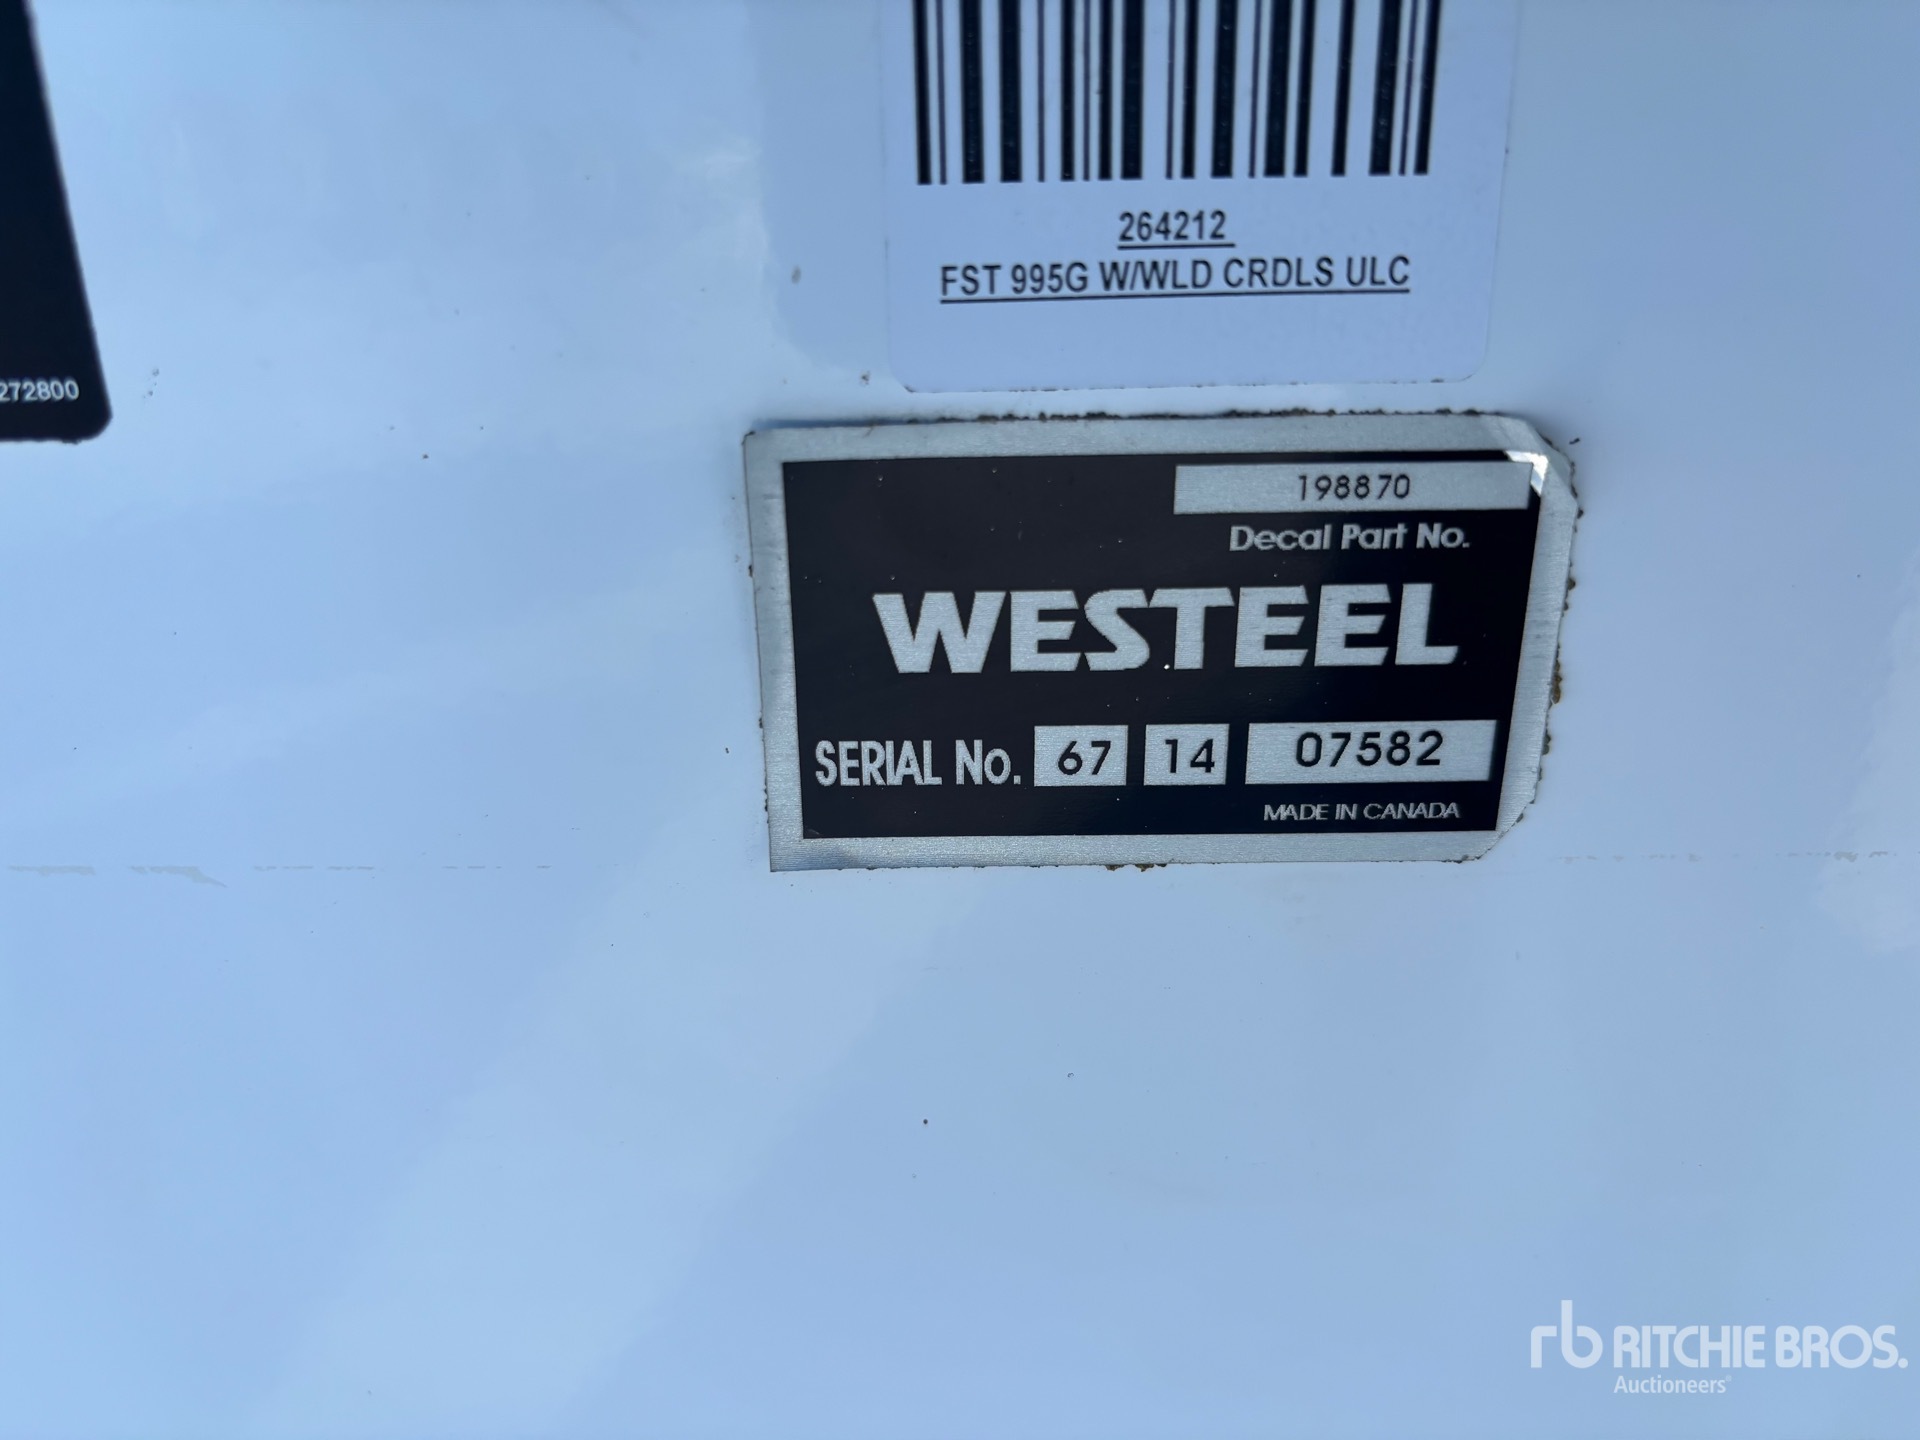 264212
FST 995G W/WLD CRDLS ULC
272800
198870
Decal Part No.
WESTEEL
SERIAL No. 67 14 07582
MADE IN CANADA
rb RITCHIE BROS.
Auctioneers